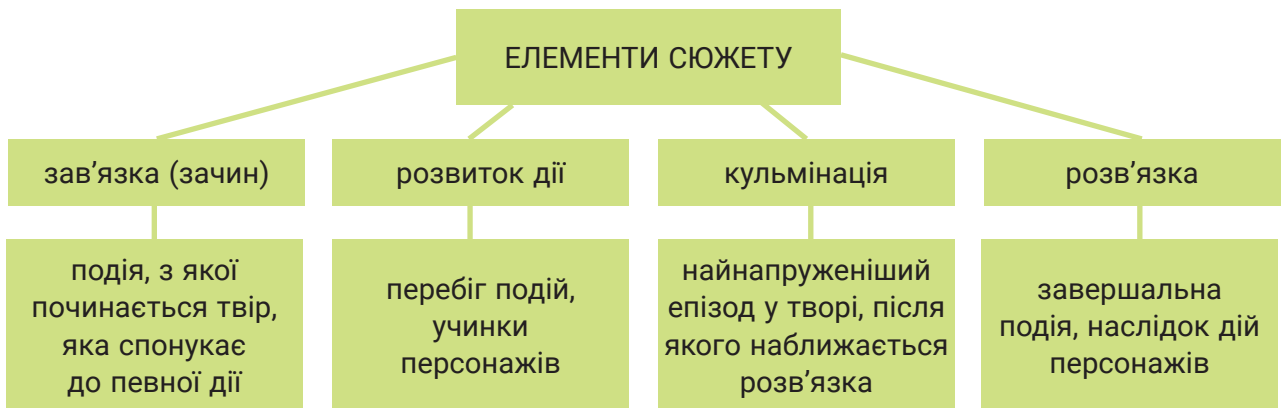 ЕЛЕМЕНТИ СЮЖЕТУ
зав'язка (зачин)
розвиток дії
кульмінація
розв'язка
подія, з якої
починається твір,
яка спонукає
до певної дії
перебіг подій,
учинки
персонажів
найнапруженіший
епізод у творі, після
якого наближається
розв'язка
завершальна
подія, наслідок дій
персонажів